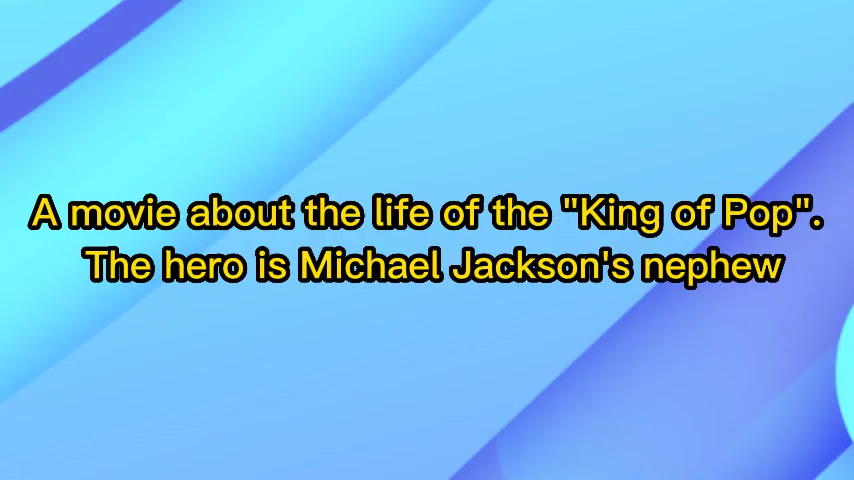 A movie about the life of the "King of Pop".
The hero is Michael Jackson's nephew